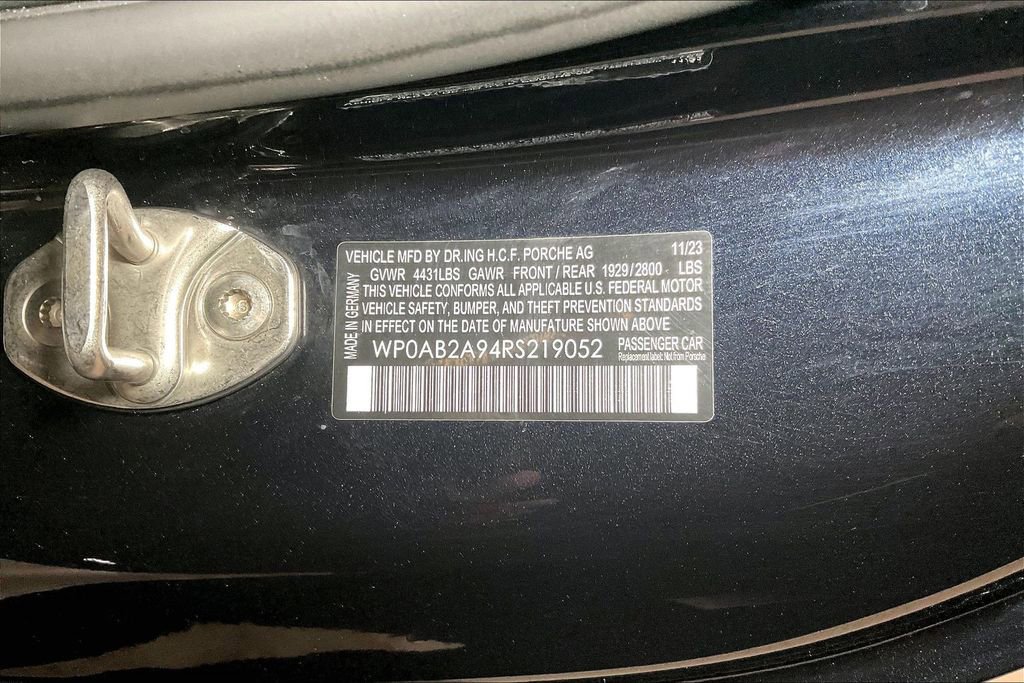 VEHICLE MFD BY DR.ING H.C.F. PORCHE AG 11/23
GVWR 4431LBS GAWR FRONT / REAR 1929 / 2800 LBS
THIS VEHICLE CONFORMS ALL APPLICABLE U.S. FEDERAL MOTOR
VEHICLE SAFETY, BUMPER, AND THEFT PREVENTION STANDARDS
IN EFFECT ON THE DATE OF MANUFATURE SHOWN ABOVE
MADE IN GERMANY
WP0AB2A94RS219052 PASSENGER CAR
Replacement label: Not from Porsche